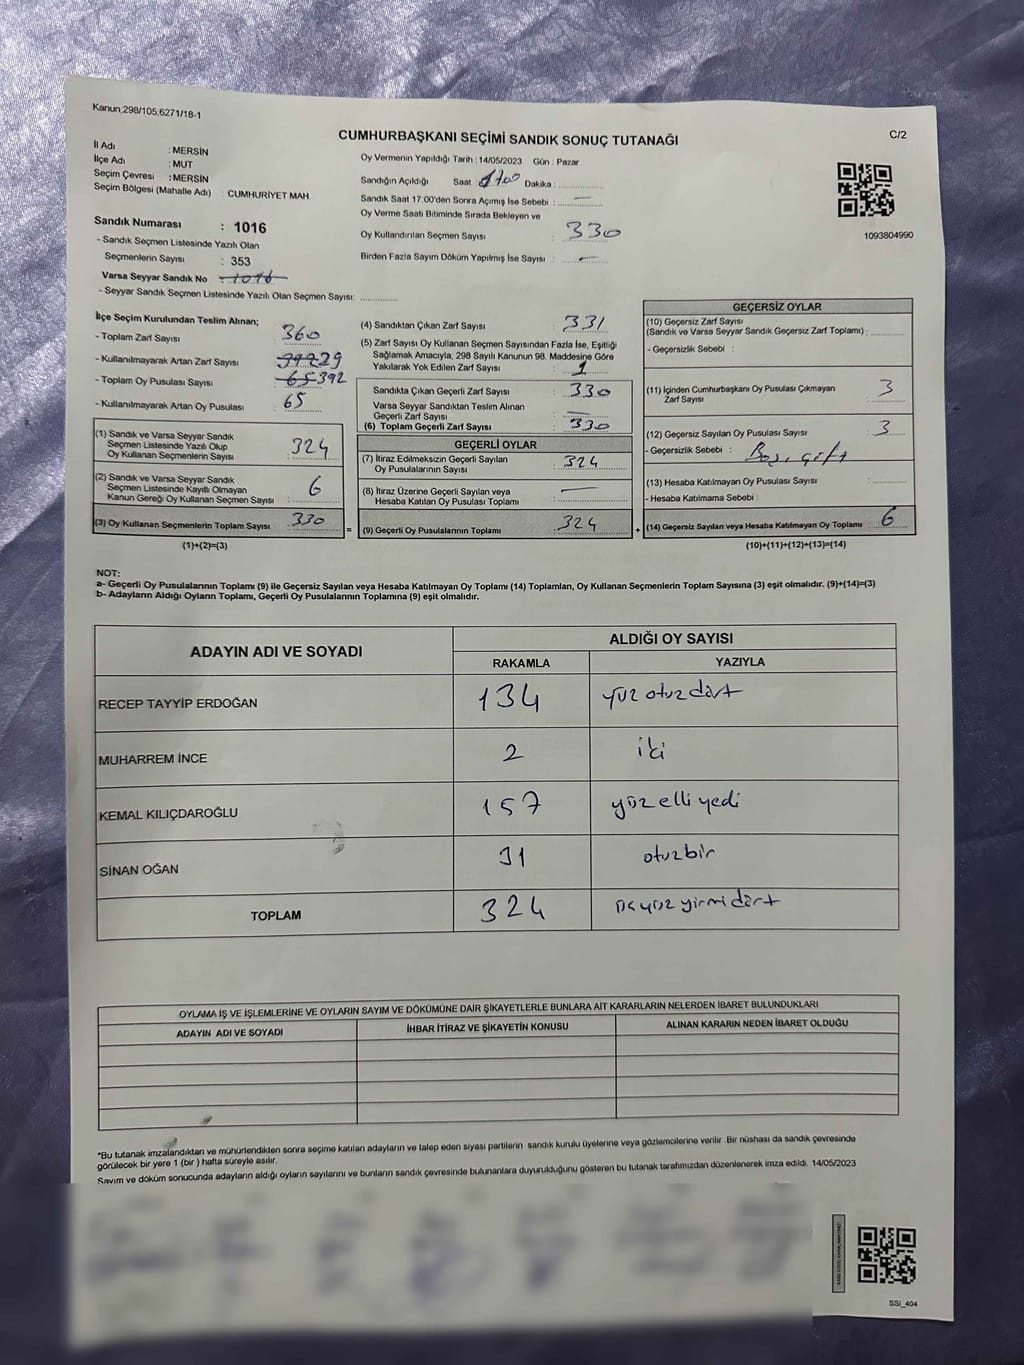 Kanun,298/105,6271/18-1
C/2
CUMHURBAŞKANI SEÇİMİ SANDIK SONUÇ TUTANAĞI
İl Adı : MERSİN
İlçe Adı : MUT
Seçim Çevresi : MERSİN
Seçim Bölgesi (Mahalle Adı) : CUMHURİYET MAH.
Sandık Numarası : 1016
- Sandık Seçmen Listesinde Yazılı Olan
Seçmenlerin Sayısı : 353
Varsa Seyyar Sandık No : 1016
- Seyyar Sandık Seçmen Listesinde Yazılı Olan Seçmen Sayısı:
Oy Vermenin Yapıldığı Tarih : 14/05/2023 Gün : Pazar
Sandığın Açıldığı Saat 1700 Dakika :
Sandık Saat 17:00'den Sonra Açımış İse Sebebi : —
Oy Verme Saati Bitiminde Sırada Bekleyen ve
Oy Kullandırılan Seçmen Sayısı : 330
Birden Fazla Sayım Döküm Yapılmış İse Sayısı : —
1093804990
İlçe Seçim Kurulundan Teslim Alınan;
- Toplam Zarf Sayısı : 360
- Kullanılmayarak Artan Zarf Sayısı : 29
- Toplam Oy Pusulası Sayısı : 65 392
- Kullanılmayarak Artan Oy Pusulası : 65
(1) Sandık ve Varsa Seyyar Sandık
Seçmen Listesinde Yazılı Olup
Oy Kullanan Seçmenlerin Sayısı : 324
(2) Sandık ve Varsa Seyyar Sandık
Seçmen Listesinde Kayıtlı Olmayan
Kanun Gereği Oy Kullanan Seçmen Sayısı : 6
(3) Oy Kullanan Seçmenlerin Toplam Sayısı : 330
(1)+(2)=(3)
=
(4) Sandıktan Çıkan Zarf Sayısı : 331
(5) Zarf Sayısı Oy Kullanan Seçmen Sayısından Fazla İse, Eşitliği
Sağlamak Amacıyla, 298 Sayılı Kanunun 98. Maddesine Göre
Yakılarak Yok Edilen Zarf Sayısı : 1
Sandıkta Çıkan Geçerli Zarf Sayısı : 330
Varsa Seyyar Sandıktan Teslim Alınan
Geçerli Zarf Sayısı : —
(6) Toplam Geçerli Zarf Sayısı : 330
GEÇERLİ OYLAR
(7) İtiraz Edilmeksizin Geçerli Sayılan
Oy Pusulalarının Sayısı : 324
(8) İtiraz Üzerine Geçerli Sayılan veya
Hesaba Katılan Oy Pusulası Toplamı : —
(9) Geçerli Oy Pusulalarının Toplamı : 324
+
GEÇERSİZ OYLAR
(10) Geçersiz Zarf Sayısı
(Sandık ve Varsa Seyyar Sandık Geçersiz Zarf Toplamı) :
- Geçersizlik Sebebi :
(11) İçinden Cumhurbaşkanı Oy Pusulası Çıkmayan
Zarf Sayısı : 3
(12) Geçersiz Sayılan Oy Pusulası Sayısı : 3
- Geçersizlik Sebebi : Boş, çift
(13) Hesaba Katılmayan Oy Pusulası Sayısı :
- Hesaba Katılmama Sebebi :
(14) Geçersiz Sayılan veya Hesaba Katılmayan Oy Toplamı : 6
(10)+(11)+(12)+(13)=(14)
NOT:
a- Geçerli Oy Pusulalarının Toplamı (9) ile Geçersiz Sayılan veya Hesaba Katılmayan Oy Toplamı (14) Toplamları, Oy Kullanan Seçmenlerin Toplam Sayısına (3) eşit olmalıdır. (9)+(14)=(3)
b- Adayların Aldığı Oyların Toplamı, Geçerli Oy Pusulalarının Toplamına (9) eşit olmalıdır.
ADAYIN ADI VE SOYADI
ALDIĞI OY SAYISI
RAKAMLA YAZIYLA
RECEP TAYYİP ERDOĞAN 134 yüz otuz dört
MUHARREM İNCE 2 iki
KEMAL KILIÇDAROĞLU 157 yüz elli yedi
SİNAN OĞAN 31 otuz bir
TOPLAM 324 üç yüz yirmi dört
OYLAMA İŞ VE İŞLEMLERİNE VE OYLARIN SAYIM VE DÖKÜMÜNE DAİR ŞİKAYETLERLE BUNLARA AİT KARARLARIN NELERDEN İBARET BULUNDUKLARI
ADAYIN ADI VE SOYADI İHBAR İTİRAZ VE ŞİKAYETİN KONUSU ALINAN KARARIN NEDEN İBARET OLDUĞU
*Bu tutanak imzalandıktan ve mühürlendikten sonra seçime katılan adayların ve talep eden siyasi partilerin sandık kurulu üyelerine veya gözlemcilerine verilir. Bir nüshası da sandık çevresinde
görülecek bir yere 1 (bir) hafta süreyle asılır.
Sayım ve döküm sonucunda adayların aldığı oyların sayılarını ve bunların sandık çevresinde bulunanlara duyurulduğunu gösteren bu tutanak tarafımızdan düzenlenerek imza edildi. 14/05/2023
SSI_404